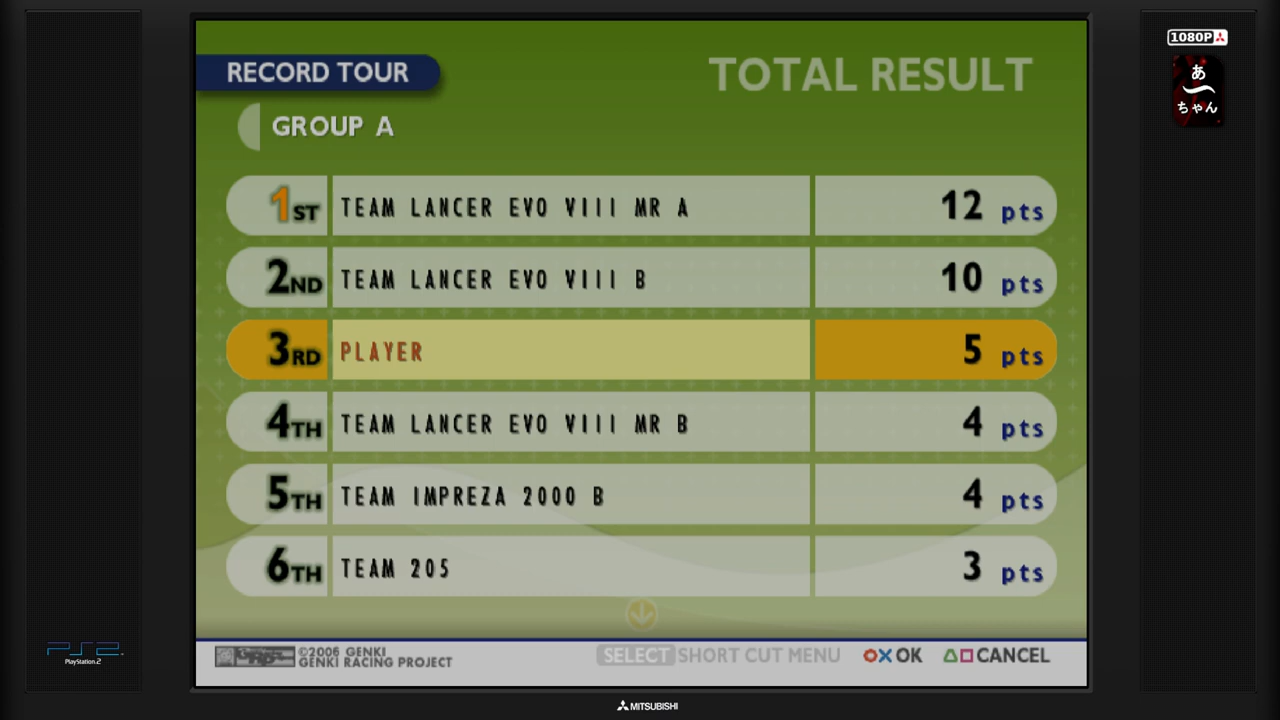 1080P
あ
ー
ちゃん
RECORD TOUR
TOTAL RESULT
GROUP A
1ST TEAM LANCER EVO VIII MR A 12 pts
2ND TEAM LANCER EVO VIII B 10 pts
3RD PLAYER 5 pts
4TH TEAM LANCER EVO VIII MR B 4 pts
5TH TEAM IMPREZA 2000 B 4 pts
6TH TEAM 205 3 pts
©2006 GENKI
GENKI RACING PROJECT
SELECT SHORT CUT MENU OK CANCEL
PS2
PlayStation 2
MITSUBISHI